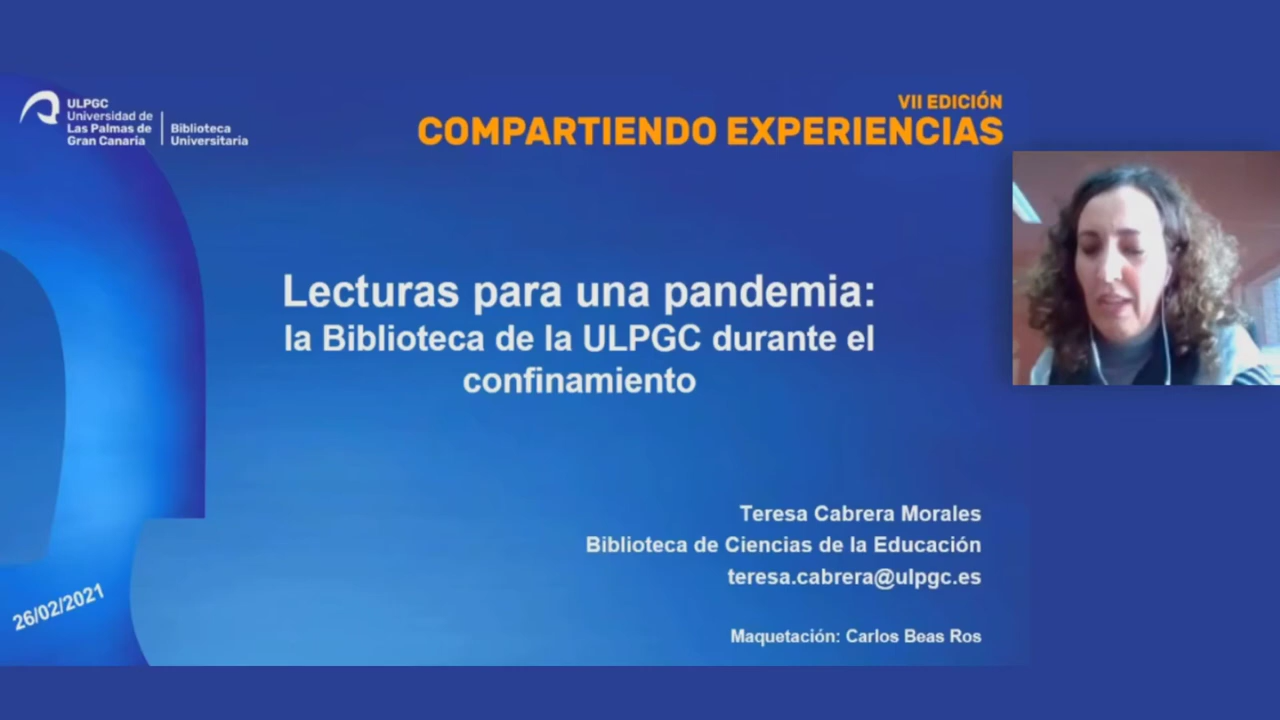 ULPGC
Universidad de
Las Palmas de
Gran Canaria
Biblioteca
Universitaria
VII EDICIÓN
COMPARTIENDO EXPERIENCIAS
Lecturas para una pandemia:
la Biblioteca de la ULPGC durante el
confinamiento
Teresa Cabrera Morales
Biblioteca de Ciencias de la Educación
teresa.cabrera@ulpgc.es
26/02/2021
Maquetación: Carlos Beas Ros